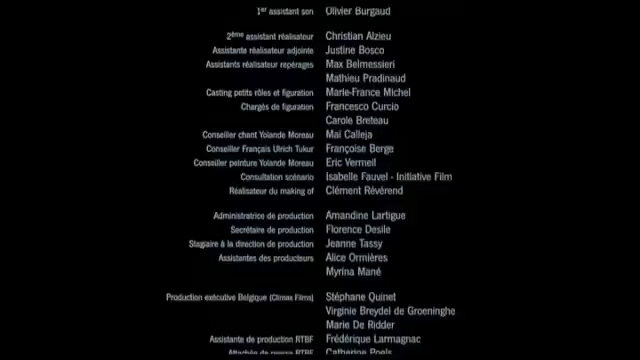 1er assistant son Olivier Burgaud
2ème assistant réalisateur Christian Alzieu
Assistante réalisateur adjointe Justine Bosco
Assistants réalisateur repérages Max Belmessieri
Mathieu Pradinaud
Casting petits rôles et figuration Marie-France Michel
Chargés de figuration Francesco Curcio
Carole Breteau
Conseiller chant Yolande Moreau Maï Calleja
Conseiller Français Ulrich Tukur Françoise Berge
Conseiller peinture Yolande Moreau Eric Vermeil
Consultation scénario Isabelle Fauvel - Initiative Film
Réalisateur du making of Clément Révérend
Administratrice de production Amandine Lartigue
Secrétaire de production Florence Desile
Stagiaire à la direction de production Jeanne Tassy
Assistantes des producteurs Alice Ormières
Myrina Mané
Production exécutive Belgique (Climax Films) Stéphane Quinet
Virginie Breydel de Groeninghe
Marie De Ridder
Assistante de production RTBF Frédérique Larmagnac
Attachée de presse RTBF Catherine Poels